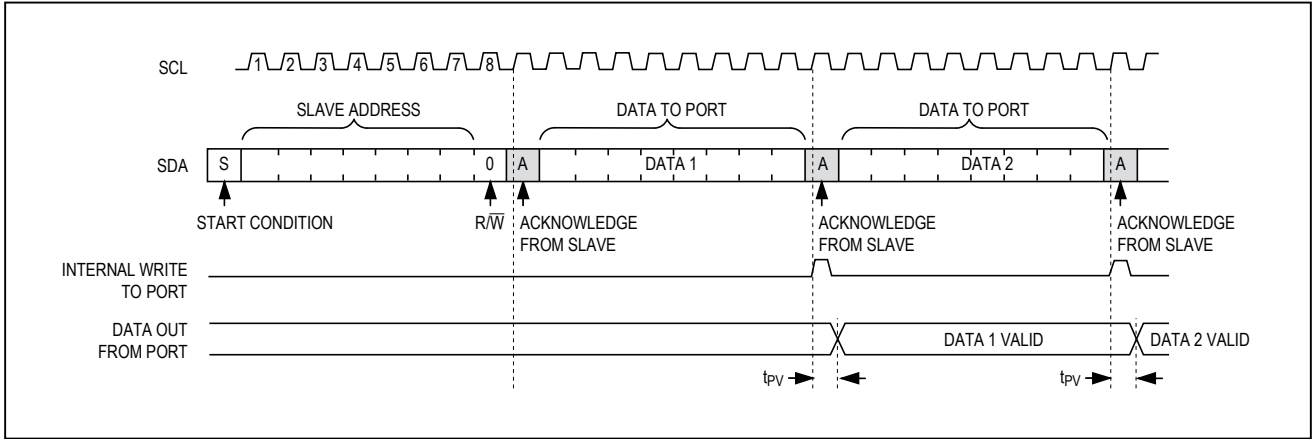 SCL 1 2 3 4 5 6 7 8
SLAVE ADDRESS DATA TO PORT DATA TO PORT
SDA S 0 A DATA 1 A DATA 2 A
START CONDITION R/W̅ ACKNOWLEDGE FROM SLAVE ACKNOWLEDGE FROM SLAVE ACKNOWLEDGE FROM SLAVE
INTERNAL WRITE
TO PORT
DATA OUT
FROM PORT
DATA 1 VALID DATA 2 VALID
tPV tPV